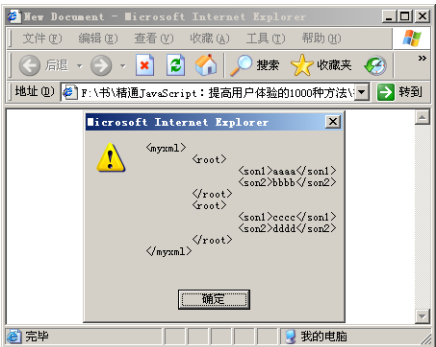 New Document - Microsoft Internet Explorer
文件(F) 编辑(E) 查看(V) 收藏(A) 工具(T) 帮助(H)
后退 搜索 收藏夹 »
地址(D) F:\书\精通JavaScript：提高用户体验的1000种方法\ 转到
Microsoft Internet Explorer
<myxml>
<root>
<son1>aaaa</son1>
<son2>bbbb</son2>
</root>
<root>
<son1>cccc</son1>
<son2>dddd</son2>
</root>
</myxml>
确定
完毕 我的电脑